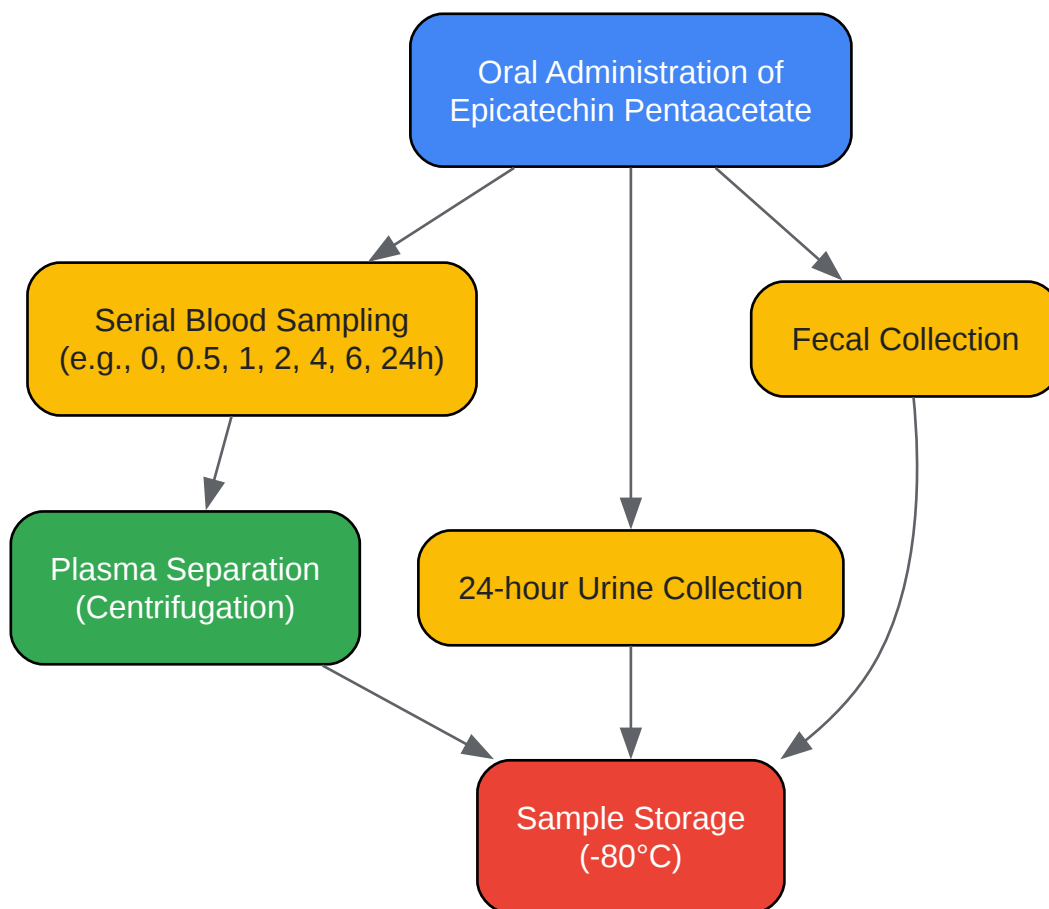 Oral Administration of
Epicatechin Pentaacetate
Serial Blood Sampling
(e.g., 0, 0.5, 1, 2, 4, 6, 24h)
Fecal Collection
Plasma Separation
(Centrifugation)
24-hour Urine Collection
Sample Storage
(-80°C)